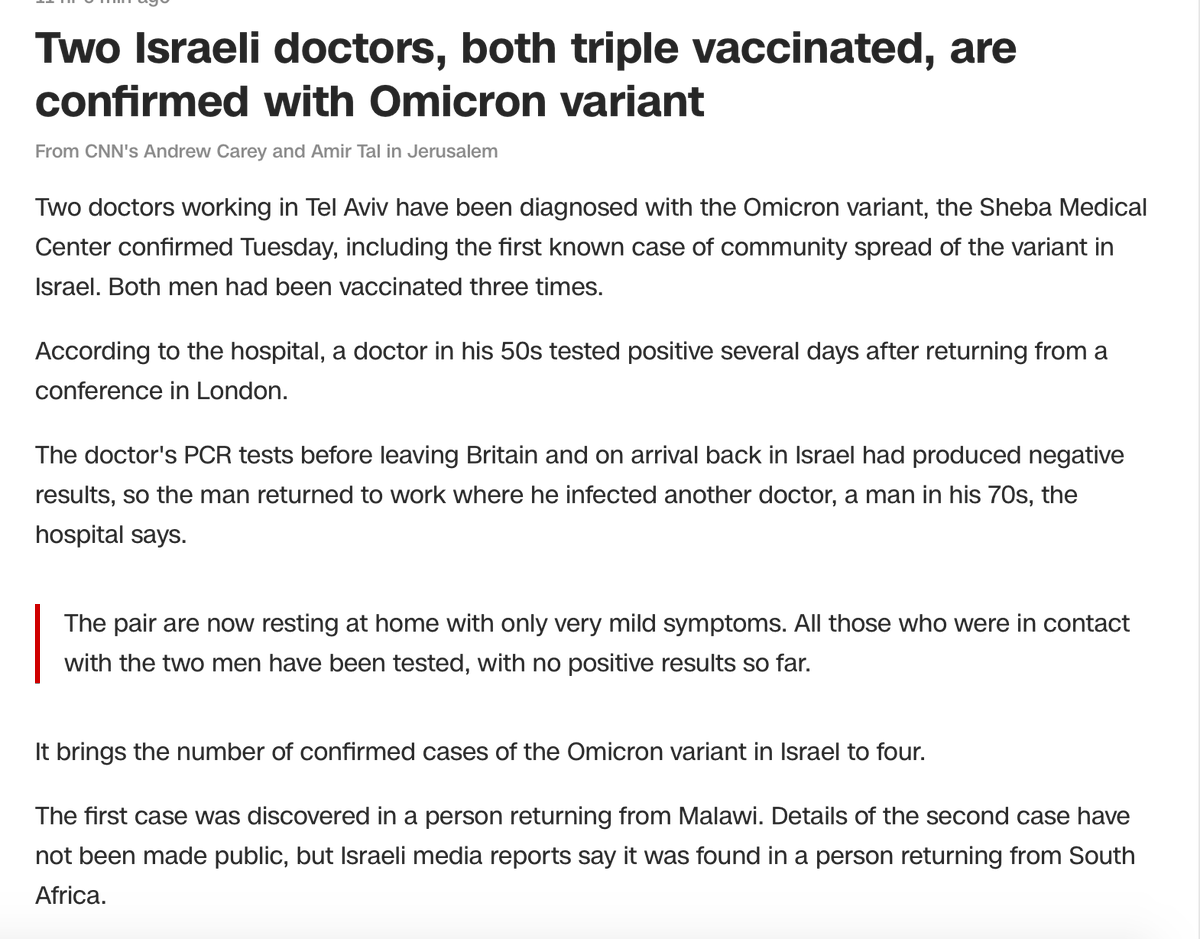 Two Israeli doctors, both triple vaccinated, are
confirmed with Omicron variant
From CNN's Andrew Carey and Amir Tal in Jerusalem
Two doctors working in Tel Aviv have been diagnosed with the Omicron variant, the Sheba Medical
Center confirmed Tuesday, including the first known case of community spread of the variant in
Israel. Both men had been vaccinated three times.
According to the hospital, a doctor in his 50s tested positive several days after returning from a
conference in London.
The doctor's PCR tests before leaving Britain and on arrival back in Israel had produced negative
results, so the man returned to work where he infected another doctor, a man in his 70s, the
hospital says.
The pair are now resting at home with only very mild symptoms. All those who were in contact
with the two men have been tested, with no positive results so far.
It brings the number of confirmed cases of the Omicron variant in Israel to four.
The first case was discovered in a person returning from Malawi. Details of the second case have
not been made public, but Israeli media reports say it was found in a person returning from South
Africa.